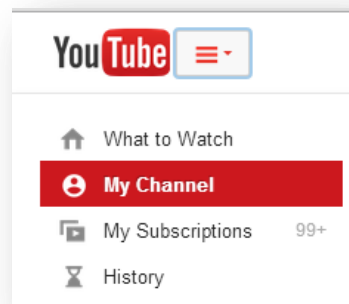 YouTube
What to Watch
My Channel
My Subscriptions 99+
History